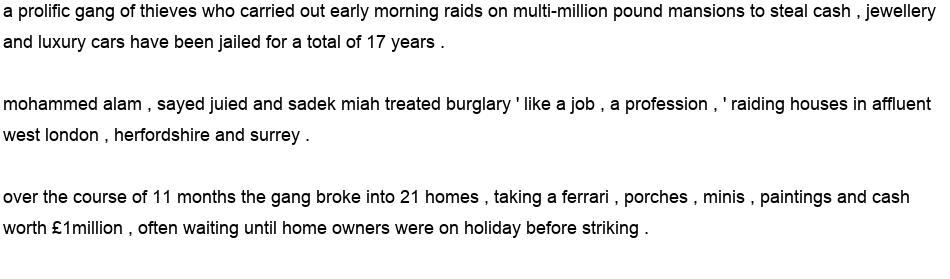 a prolific gang of thieves who carried out early morning raids on multi-million pound mansions to steal cash , jewellery
and luxury cars have been jailed for a total of 17 years .
mohammed alam , sayed juied and sadek miah treated burglary ' like a job , a profession , ' raiding houses in affluent
west london , herfordshire and surrey .
over the course of 11 months the gang broke into 21 homes , taking a ferrari , porches , minis , paintings and cash
worth £1million , often waiting until home owners were on holiday before striking .